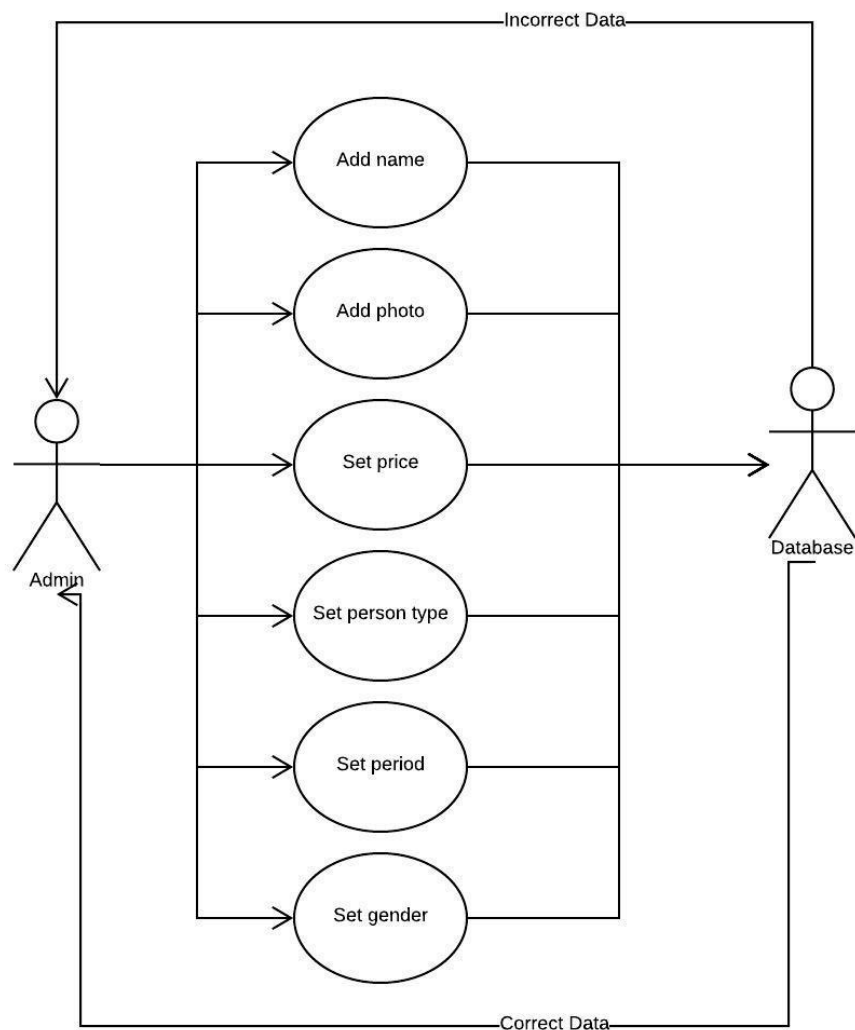 Incorrect Data
Add name
Add photo
Set price
Admin
Database
Set person type
Set period
Set gender
Correct Data